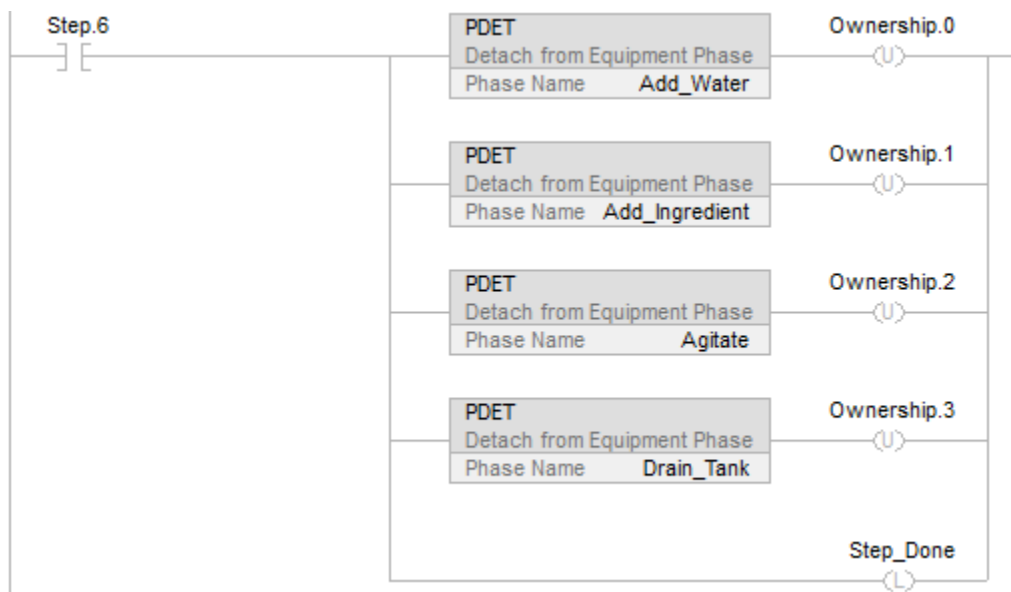 Step.6
PDET
Ownership.0
Detach from Equipment Phase
(U)
Phase Name Add_Water
PDET
Ownership.1
Detach from Equipment Phase
(U)
Phase Name Add_Ingredient
PDET
Ownership.2
Detach from Equipment Phase
(U)
Phase Name Agitate
PDET
Ownership.3
Detach from Equipment Phase
(U)
Phase Name Drain_Tank
Step_Done
(L)